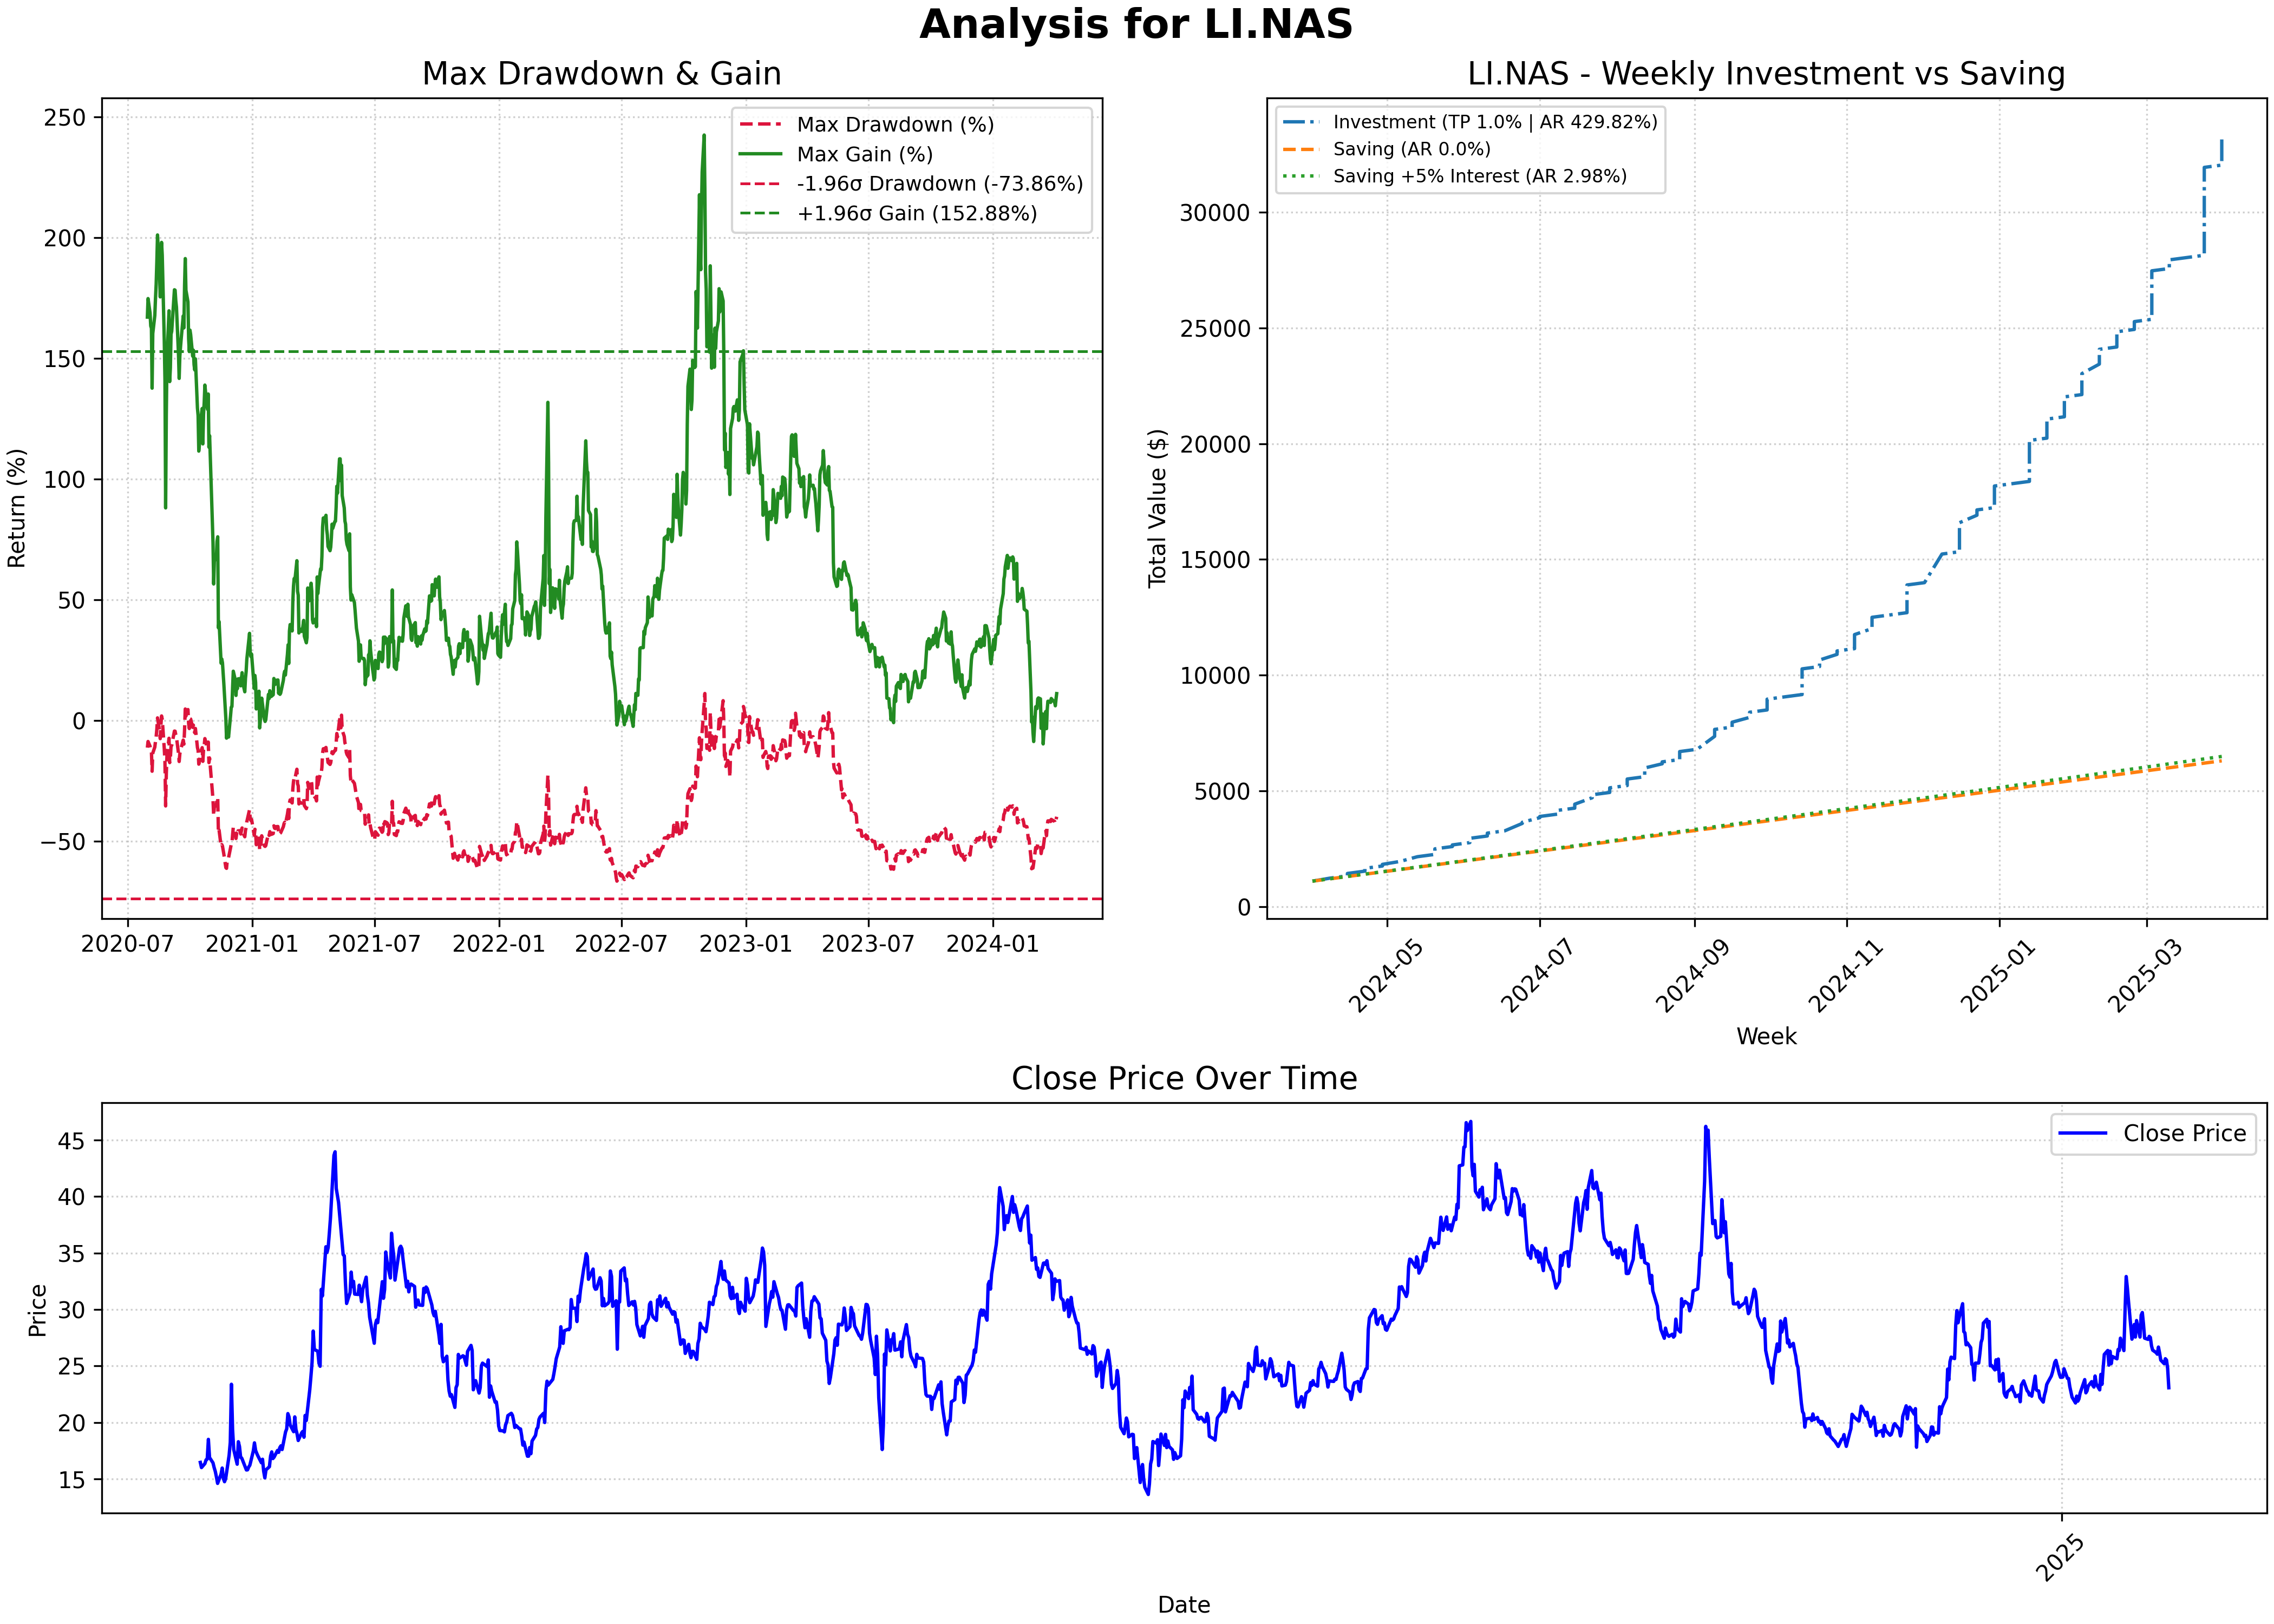 Analysis for LI.NAS
Max Drawdown & Gain
Return (%)
250
200
150
100
50
0
−50
2020-07
2021-01
2021-07
2022-01
2022-07
2023-01
2023-07
2024-01
Max Drawdown (%)
Max Gain (%)
-1.96σ Drawdown (-73.86%)
+1.96σ Gain (152.88%)
LI.NAS - Weekly Investment vs Saving
Total Value ($)
30000
25000
20000
15000
10000
5000
0
Investment (TP 1.0% | AR 429.82%)
Saving (AR 0.0%)
Saving +5% Interest (AR 2.98%)
2024-05
2024-07
2024-09
2024-11
2025-01
2025-03
Week
Close Price Over Time
Price
45
40
35
30
25
20
15
Close Price
2025
Date